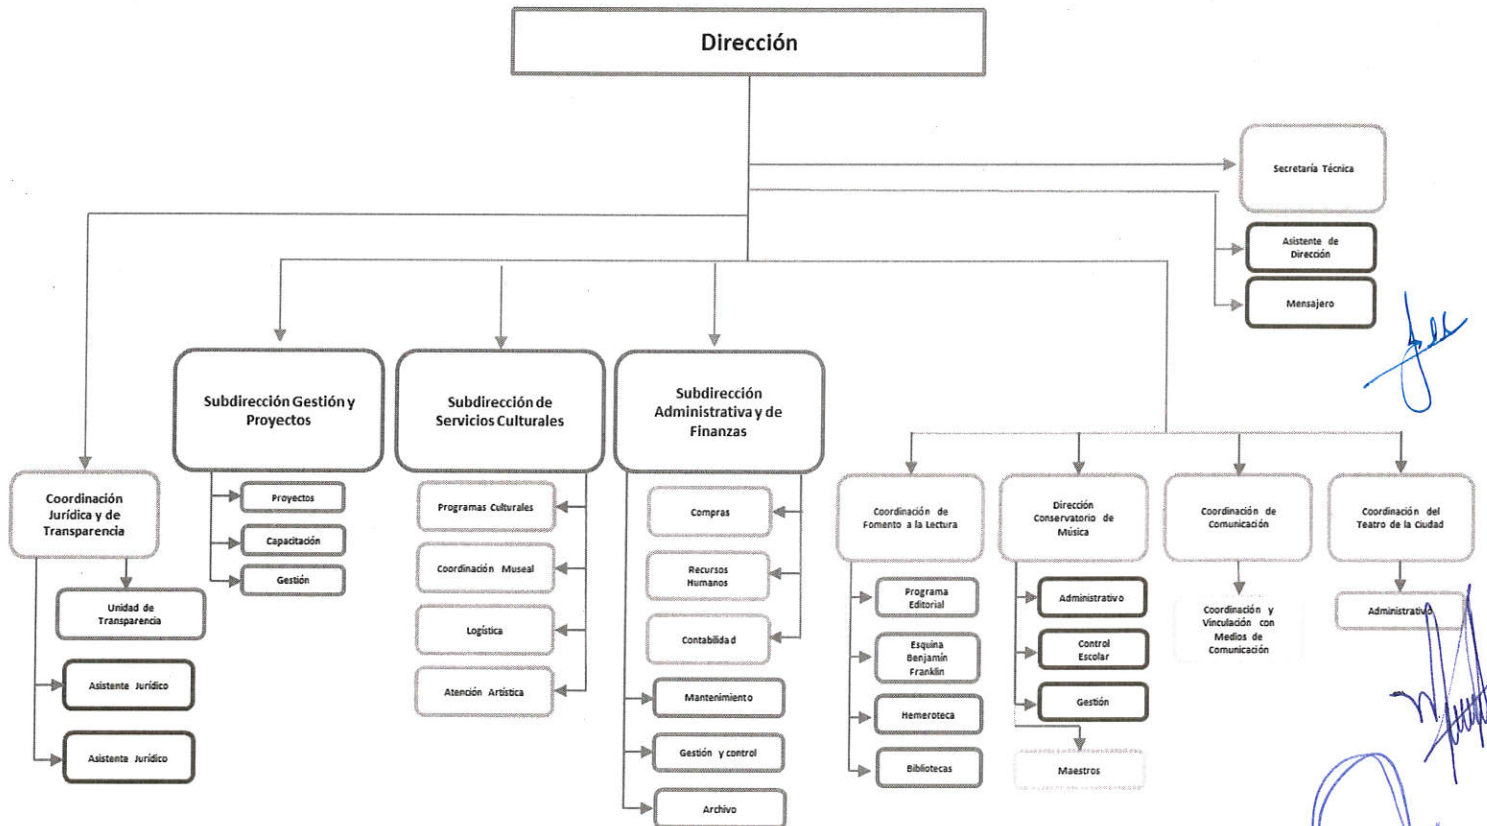 Dirección
Secretaría Técnica
Asistente de
Dirección
Mensajero
Subdirección Gestión y
Proyectos
Subdirección de
Servicios Culturales
Subdirección
Administrativa y de
Finanzas
Coordinación
Jurídica y de
Transparencia
Unidad de
Transparencia
Asistente Jurídico
Asistente Jurídico
Proyectos
Capacitación
Gestión
Programas Culturales
Coordinación Museal
Logística
Atención Artística
Compras
Recursos
Humanos
Contabilidad
Mantenimiento
Gestión y control
Archivo
Coordinación de
Fomento a la Lectura
Programa
Editorial
Esquina
Benjamín
Franklin
Hemeroteca
Bibliotecas
Dirección
Conservatorio de
Música
Administrativo
Control
Escolar
Gestión
Maestros
Coordinación de
Comunicación
Coordinación y
Vinculación con
Medios de
Comunicación
Coordinación del
Teatro de la Ciudad
Administrativo